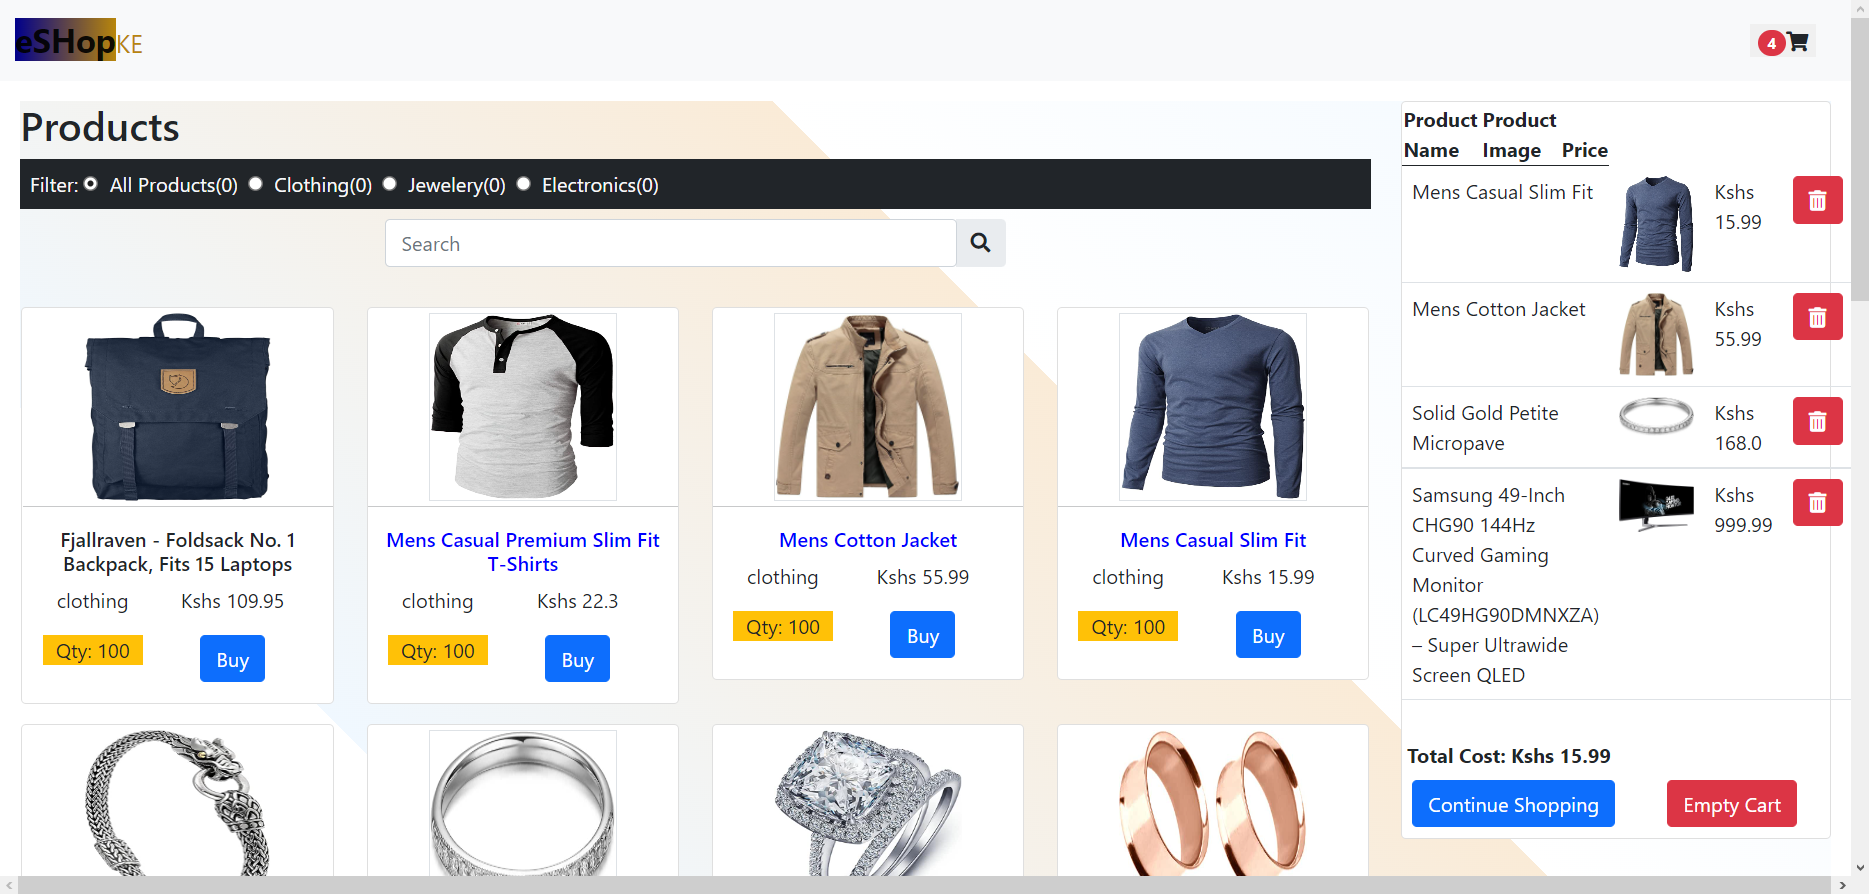 eSHopKE
4
Products
Filter: All Products(0) Clothing(0) Jewelery(0) Electronics(0)
Search
Fjallraven - Foldsack No. 1
Backpack, Fits 15 Laptops
clothing Kshs 109.95
Qty: 100 Buy
Mens Casual Premium Slim Fit
T-Shirts
clothing Kshs 22.3
Qty: 100 Buy
Mens Cotton Jacket
clothing Kshs 55.99
Qty: 100 Buy
Mens Casual Slim Fit
clothing Kshs 15.99
Qty: 100 Buy
Product Product
Name Image Price
Mens Casual Slim Fit Kshs
15.99
Mens Cotton Jacket Kshs
55.99
Solid Gold Petite Kshs
Micropave 168.0
Samsung 49-Inch Kshs
CHG90 144Hz 999.99
Curved Gaming
Monitor
(LC49HG90DMNXZA)
– Super Ultrawide
Screen QLED
Total Cost: Kshs 15.99
Continue Shopping Empty Cart